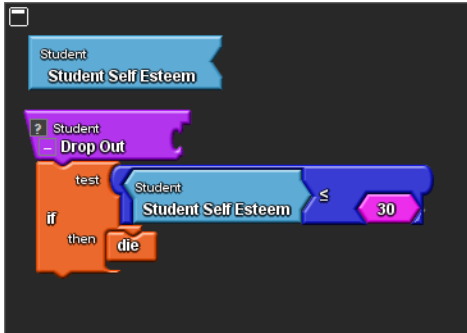 Student
Student Self Esteem
? Student
– Drop Out
test
Student
Student Self Esteem
≤
30
if
then
die